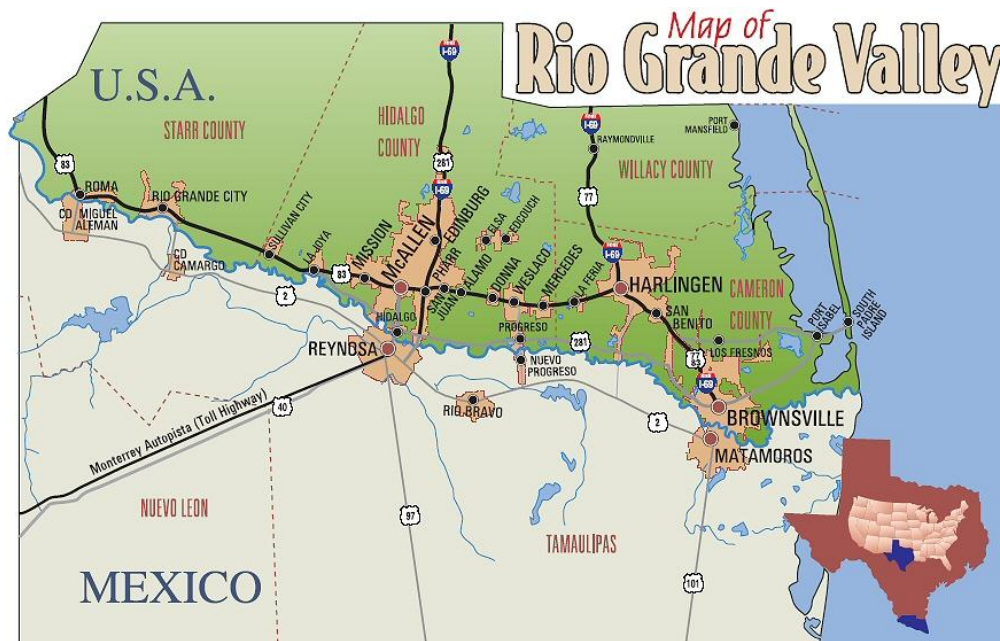 Map of
Rio Grande Valley
U.S.A.
STARR COUNTY
HIDALGO
COUNTY
WILLACY COUNTY
PORT
MANSFIELD
RAYMONDVILLE
I-69
I-69
281
I-69
77
I-69
83
ROMA
RIO GRANDE CITY
CD MIGUEL
ALEMAN
CD
CAMARGO
SULLIVAN CITY
LA JOYA
83
MISSION
McALLEN
EDINBURG
PHARR
SAN
JUAN
ALAMO
ELSA
EDCOUCH
DONNA
WESLACO
MERCEDES
LA FERIA
HARLINGEN
CAMERON
COUNTY
SAN
BENITO
LOS FRESNOS
PORT
ISABEL
SOUTH
PADRE
ISLAND
2
HIDALGO
REYNOSA
PROGRESO
NUEVO
PROGRESO
281
77
83
I-69
BROWNSVILLE
MATAMOROS
RIO BRAVO
2
Monterrey Autopista (Toll Highway)
40
NUEVO LEON
97
TAMAULIPAS
101
MEXICO